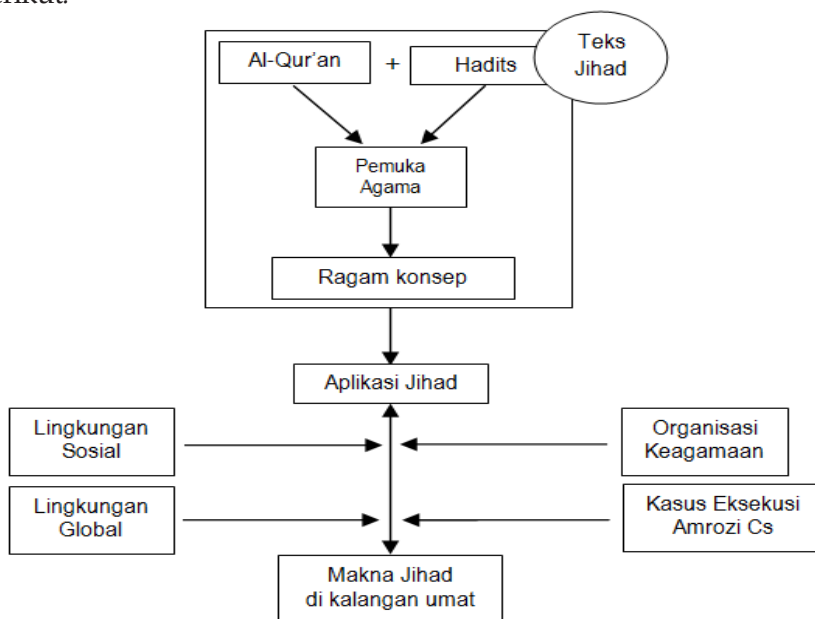 Teks
Jihad
Al-Qur'an + Hadits
Pemuka
Agama
Ragam konsep
Aplikasi Jihad
Lingkungan
Sosial
Organisasi
Keagamaan
Lingkungan
Global
Kasus Eksekusi
Amrozi Cs
Makna Jihad
di kalangan umat